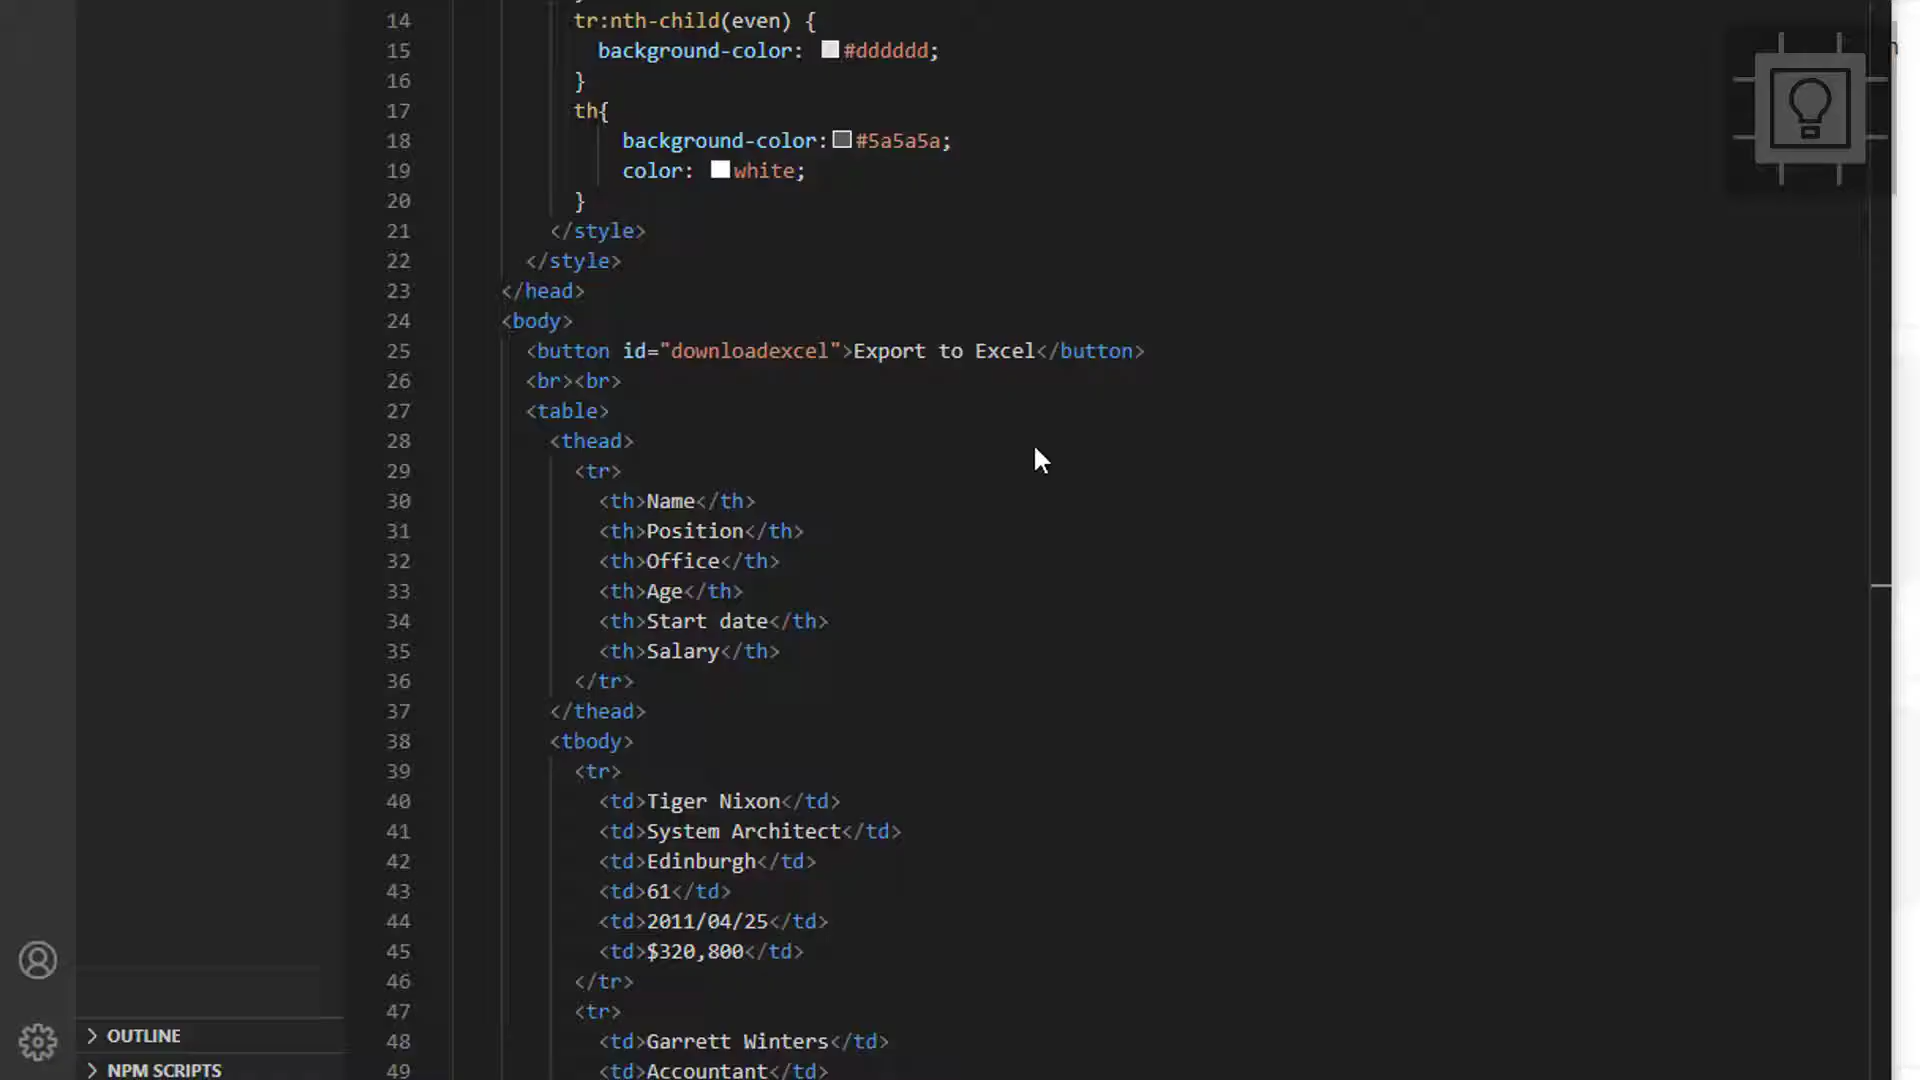 14 tr:nth-child(even) {
15 background-color: #dddddd;
16 }
17 th{
18 background-color: #5a5a5a;
19 color: white;
20 }
21 </style>
22 </style>
23 </head>
24 <body>
25 <button id="downloadexcel">Export to Excel</button>
26 <br><br>
27 <table>
28 <thead>
29 <tr>
30 <th>Name</th>
31 <th>Position</th>
32 <th>Office</th>
33 <th>Age</th>
34 <th>Start date</th>
35 <th>Salary</th>
36 </tr>
37 </thead>
38 <tbody>
39 <tr>
40 <td>Tiger Nixon</td>
41 <td>System Architect</td>
42 <td>Edinburgh</td>
43 <td>61</td>
44 <td>2011/04/25</td>
45 <td>$320,800</td>
46 </tr>
47 <tr>
48 <td>Garrett Winters</td>
49 <td>Accountant</td>
OUTLINE
NPM SCRIPTS